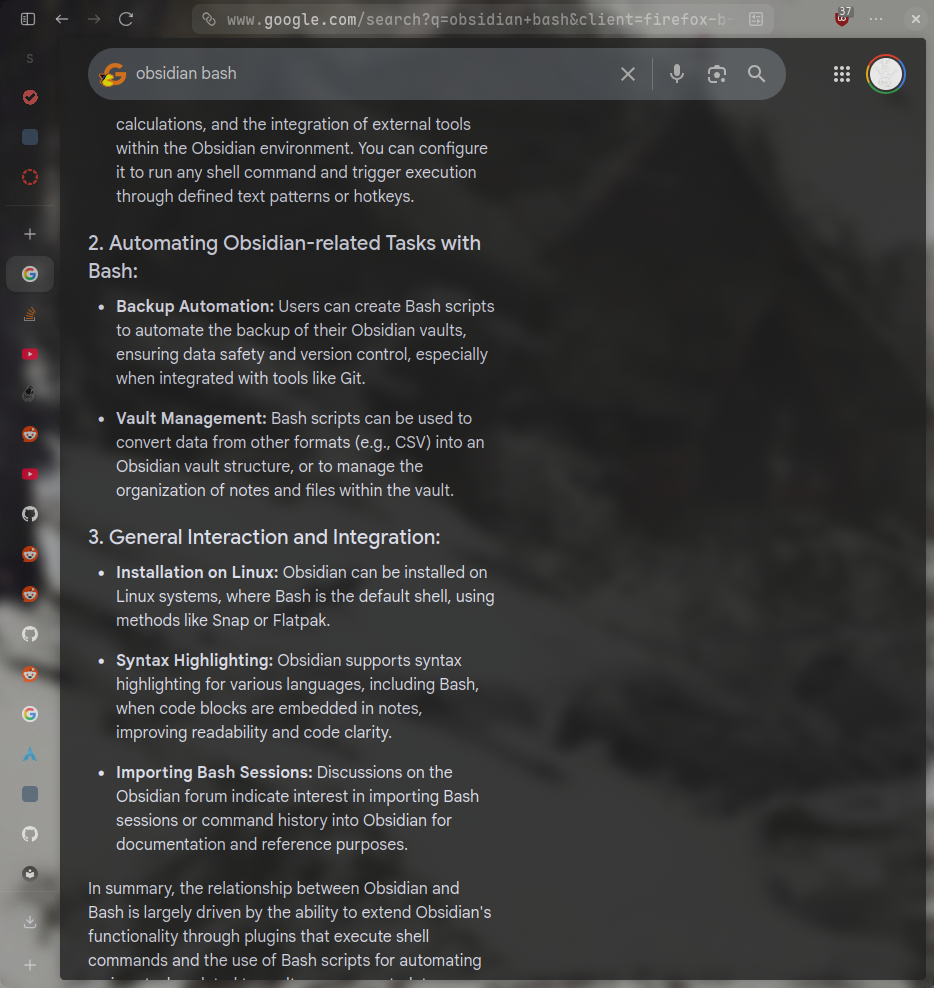 www.google.com/search?q=obsidian+bash&client=firefox-b-
37
S
obsidian bash
calculations, and the integration of external tools
within the Obsidian environment. You can configure
it to run any shell command and trigger execution
through defined text patterns or hotkeys.
2. Automating Obsidian-related Tasks with
Bash:
• Backup Automation: Users can create Bash scripts
to automate the backup of their Obsidian vaults,
ensuring data safety and version control, especially
when integrated with tools like Git.
• Vault Management: Bash scripts can be used to
convert data from other formats (e.g., CSV) into an
Obsidian vault structure, or to manage the
organization of notes and files within the vault.
3. General Interaction and Integration:
• Installation on Linux: Obsidian can be installed on
Linux systems, where Bash is the default shell, using
methods like Snap or Flatpak.
• Syntax Highlighting: Obsidian supports syntax
highlighting for various languages, including Bash,
when code blocks are embedded in notes,
improving readability and code clarity.
• Importing Bash Sessions: Discussions on the
Obsidian forum indicate interest in importing Bash
sessions or command history into Obsidian for
documentation and reference purposes.
In summary, the relationship between Obsidian and
Bash is largely driven by the ability to extend Obsidian's
functionality through plugins that execute shell
commands and the use of Bash scripts for automating